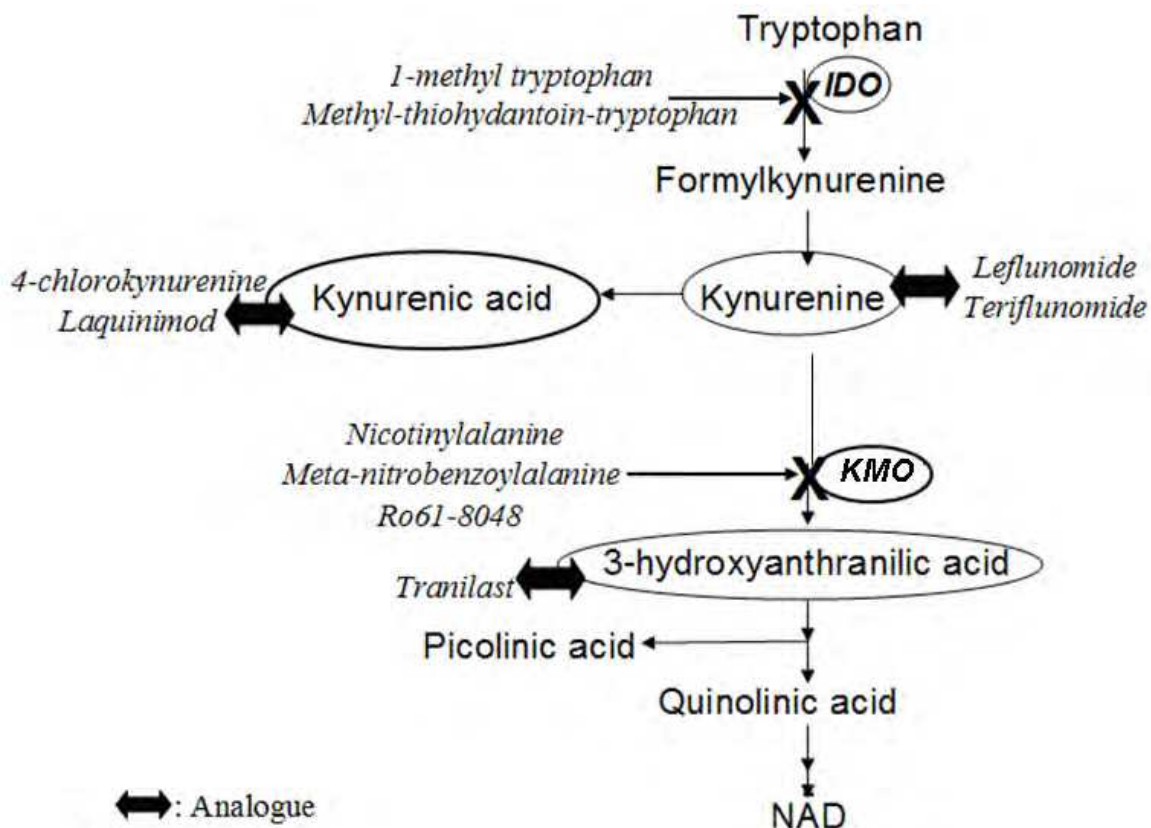 Tryptophan
1-methyl tryptophan
Methyl-thiohydantoin-tryptophan
X
IDO
Formylkynurenine
4-chlorokynurenine
Laquinimod
Kynurenic acid
Kynurenine
Leflunomide
Teriflunomide
Nicotinylalanine
Meta-nitrobenzoylalanine
Ro61-8048
X
KMO
3-hydroxyanthranilic acid
Tranilast
Picolinic acid
Quinolinic acid
NAD
: Analogue